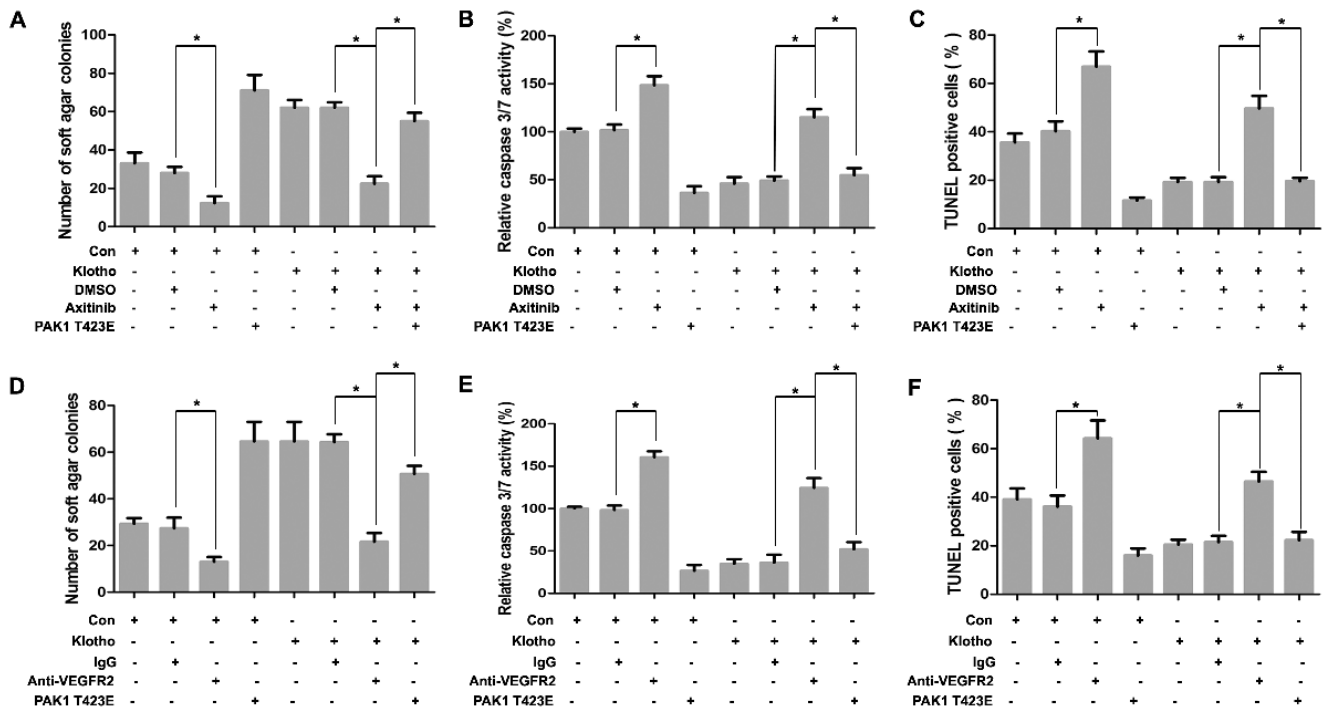 A
Number of soft agar colonies
100
80
60
40
20
0
* * *
Con + + + + - - - -
Klotho - - - - + + + +
DMSO - + - - - + - -
Axitinib - - + - - - + +
PAK1 T423E - - - + - - - +
B
Relative caspase 3/7 activity (%)
200
150
100
50
0
* * *
Con + + + + - - - -
Klotho - - - - + + + +
DMSO - + - - - + - -
Axitinib - - + - - - + +
PAK1 T423E - - - + - - - +
C
TUNEL positive cells ( % )
80
60
40
20
0
* * *
Con + + + + - - - -
Klotho - - - - + + + +
DMSO - + - - - + - -
Axitinib - - + - - - + +
PAK1 T423E - - - + - - - +
D
Number of soft agar colonies
80
60
40
20
0
* * *
Con + + + + - - - -
Klotho - - - - + + + +
IgG - + - - - + - -
Anti-VEGFR2 - - + - - - + +
PAK1 T423E - - - + - - - +
E
Relative caspase 3/7 activity (%)
200
150
100
50
0
* * *
Con + + + + - - - -
Klotho - - - - + + + +
IgG - + - - - + - -
Anti-VEGFR2 - - + - - - + +
PAK1 T423E - - - + - - - +
F
TUNEL positive cells ( % )
80
60
40
20
0
* * *
Con + + + + - - - -
Klotho - - - - + + + +
IgG - + - - - + - -
Anti-VEGFR2 - - + - - - + +
PAK1 T423E - - - + - - - +